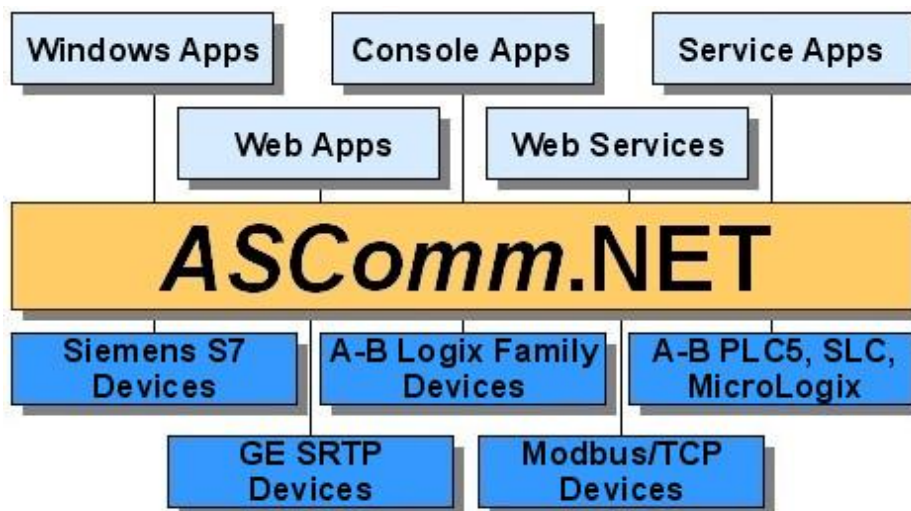 Windows Apps
Console Apps
Service Apps
Web Apps
Web Services
ASComm.NET
Siemens S7
Devices
A-B Logix Family
Devices
A-B PLC5, SLC,
MicroLogix
GE SRTP
Devices
Modbus/TCP
Devices